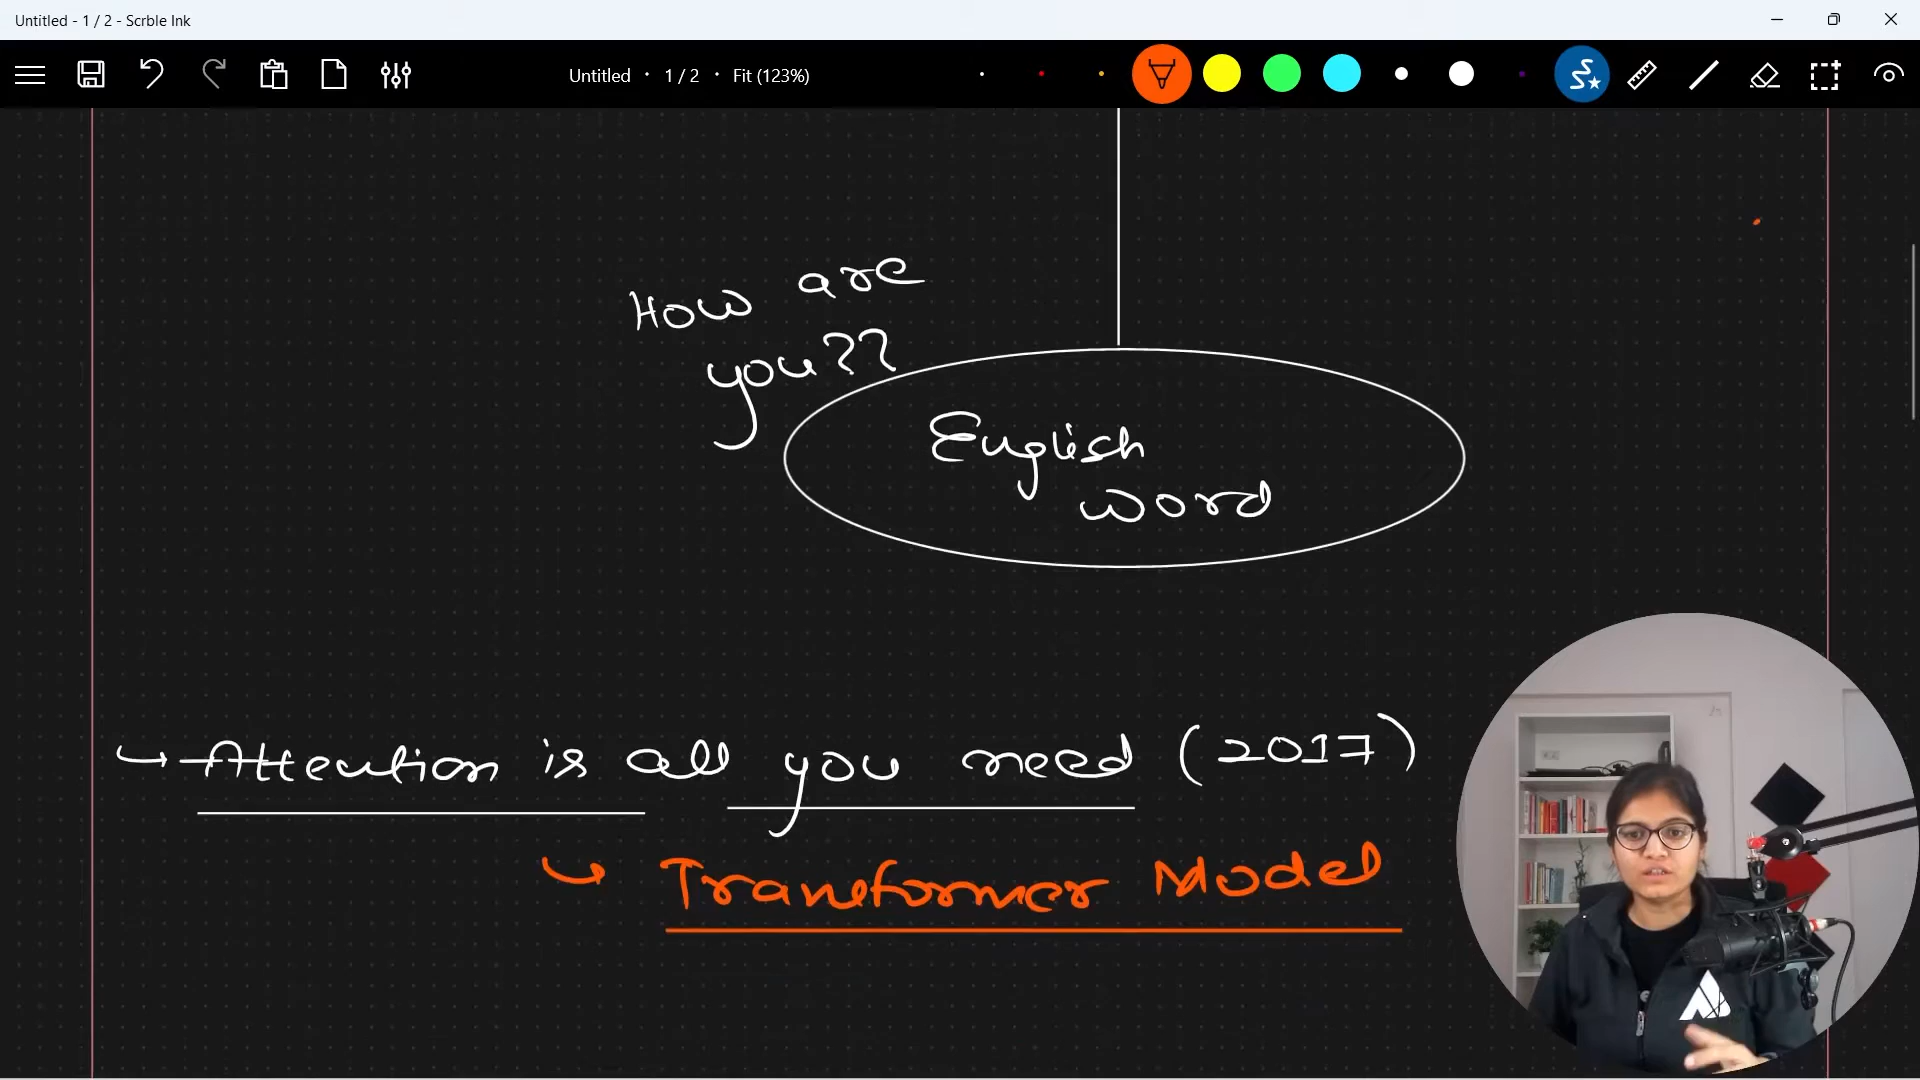 Untitled - 1 / 2 - Scrble Ink
Untitled • 1 / 2 • Fit (123%)
How are
you??
English
word
Attention is all you need (2017)
Transformer Model